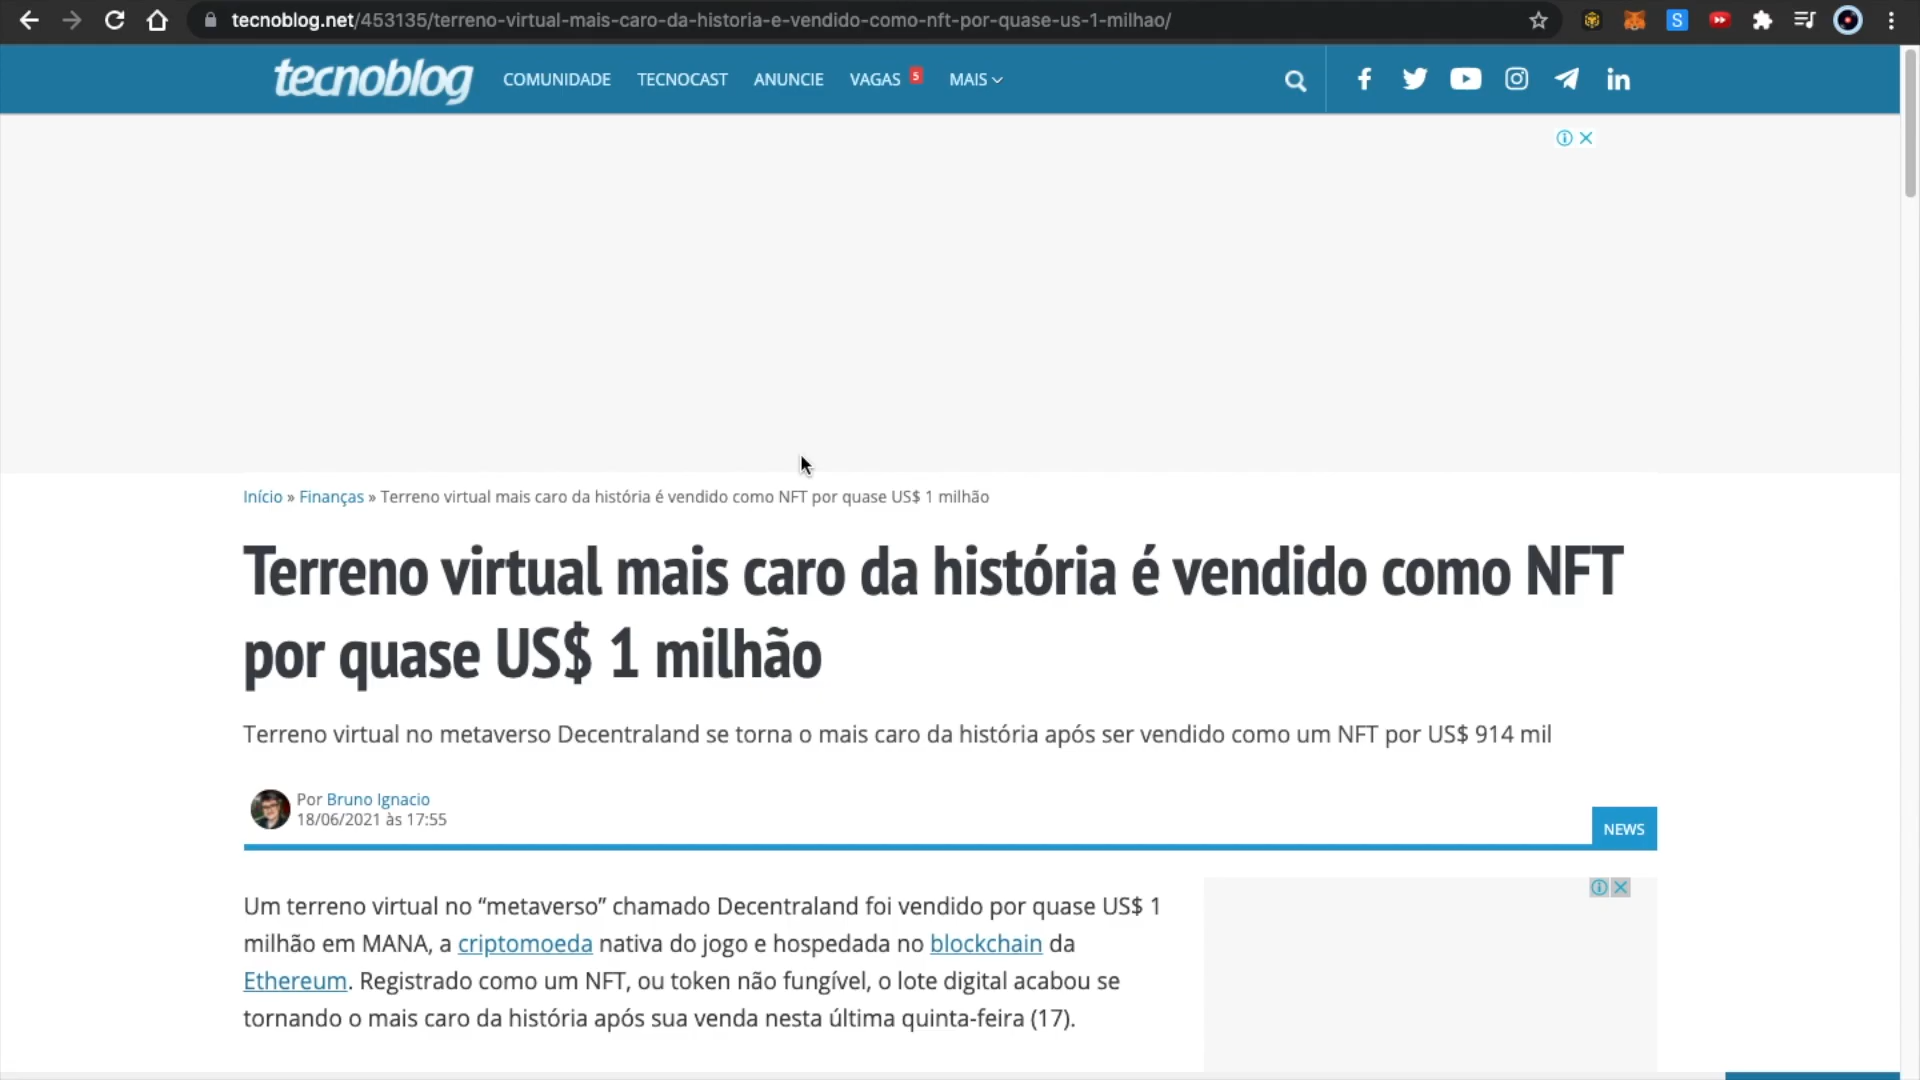 tecnoblog.net/453135/terreno-virtual-mais-caro-da-historia-e-vendido-como-nft-por-quase-us-1-milhao/
tecnoblog COMUNIDADE TECNOCAST ANUNCIE VAGAS 5 MAIS
Início » Finanças » Terreno virtual mais caro da história é vendido como NFT por quase US$ 1 milhão
Terreno virtual mais caro da história é vendido como NFT
por quase US$ 1 milhão
Terreno virtual no metaverso Decentraland se torna o mais caro da história após ser vendido como um NFT por US$ 914 mil
Por Bruno Ignacio
18/06/2021 às 17:55
NEWS
Um terreno virtual no “metaverso” chamado Decentraland foi vendido por quase US$ 1
milhão em MANA, a criptomoeda nativa do jogo e hospedada no blockchain da
Ethereum. Registrado como um NFT, ou token não fungível, o lote digital acabou se
tornando o mais caro da história após sua venda nesta última quinta-feira (17).